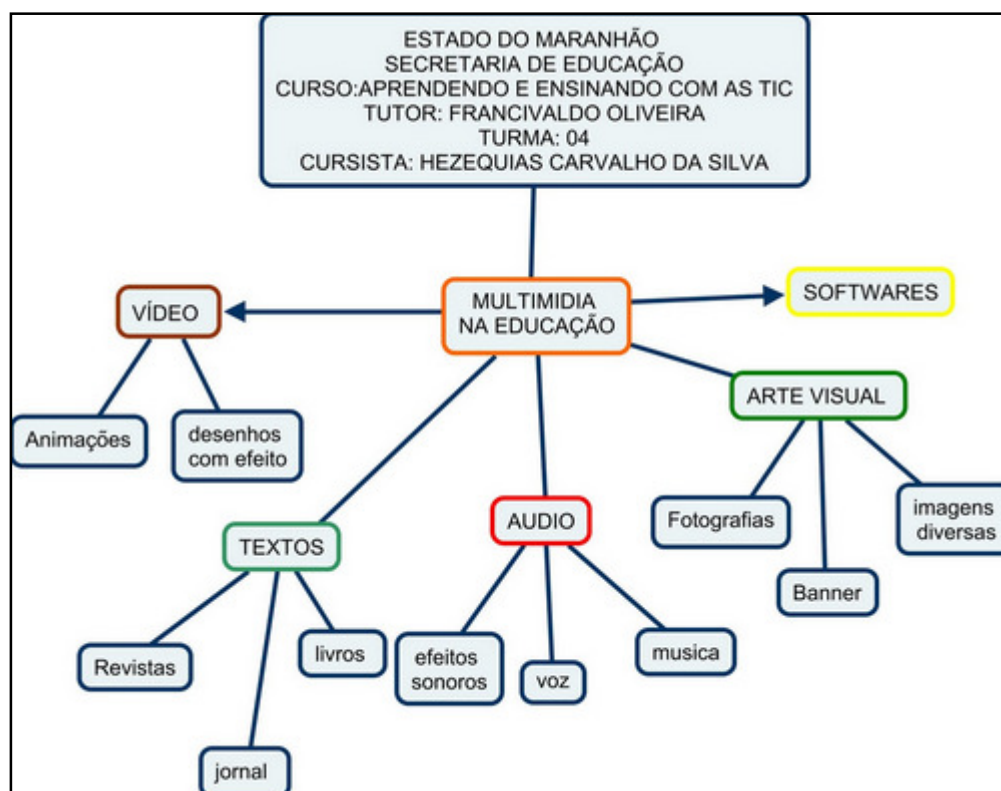 ESTADO DO MARANHÃO
SECRETARIA DE EDUCAÇÃO
CURSO:APRENDENDO E ENSINANDO COM AS TIC
TUTOR: FRANCIVALDO OLIVEIRA
TURMA: 04
CURSISTA: HEZEQUIAS CARVALHO DA SILVA
VÍDEO
MULTIMIDIA
NA EDUCAÇÃO
SOFTWARES
ARTE VISUAL
Animações
desenhos
com efeito
Fotografias
imagens
diversas
Banner
TEXTOS
AUDIO
Revistas
livros
jornal
efeitos
sonoros
voz
musica